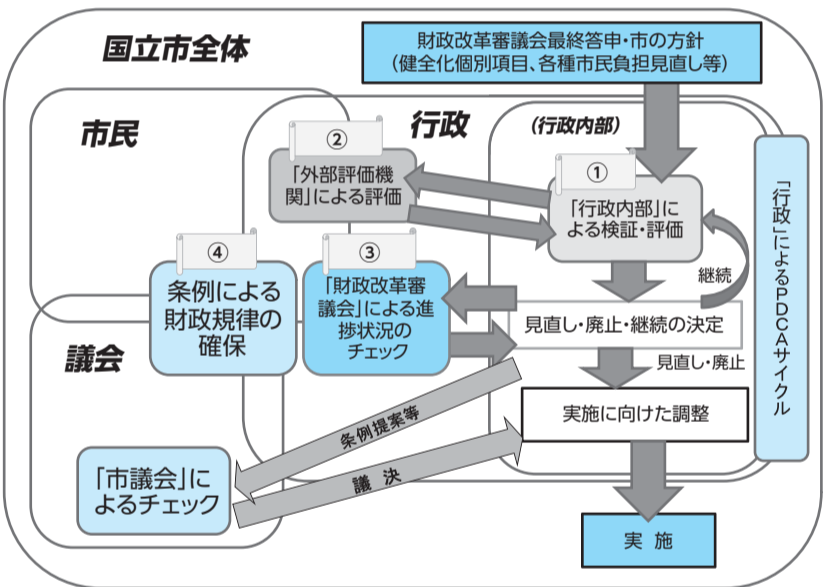 国立市全体
財政改革審議会最終答申・市の方針
(健全化個別項目、各種市民負担見直し等)
市民
行政
(行政内部)
②
「外部評価機
関」による評価
①
「行政内部」に
よる検証・評価
「行政」によるPDCAサイクル
継続
④
条例による
財政規律の
確保
③
「財政改革審
議会」による進
捗状況の
チェック
見直し・廃止・継続の決定
見直し・廃止
議会
条例提案等
実施に向けた調整
「市議会」に
よるチェック
議決
実施